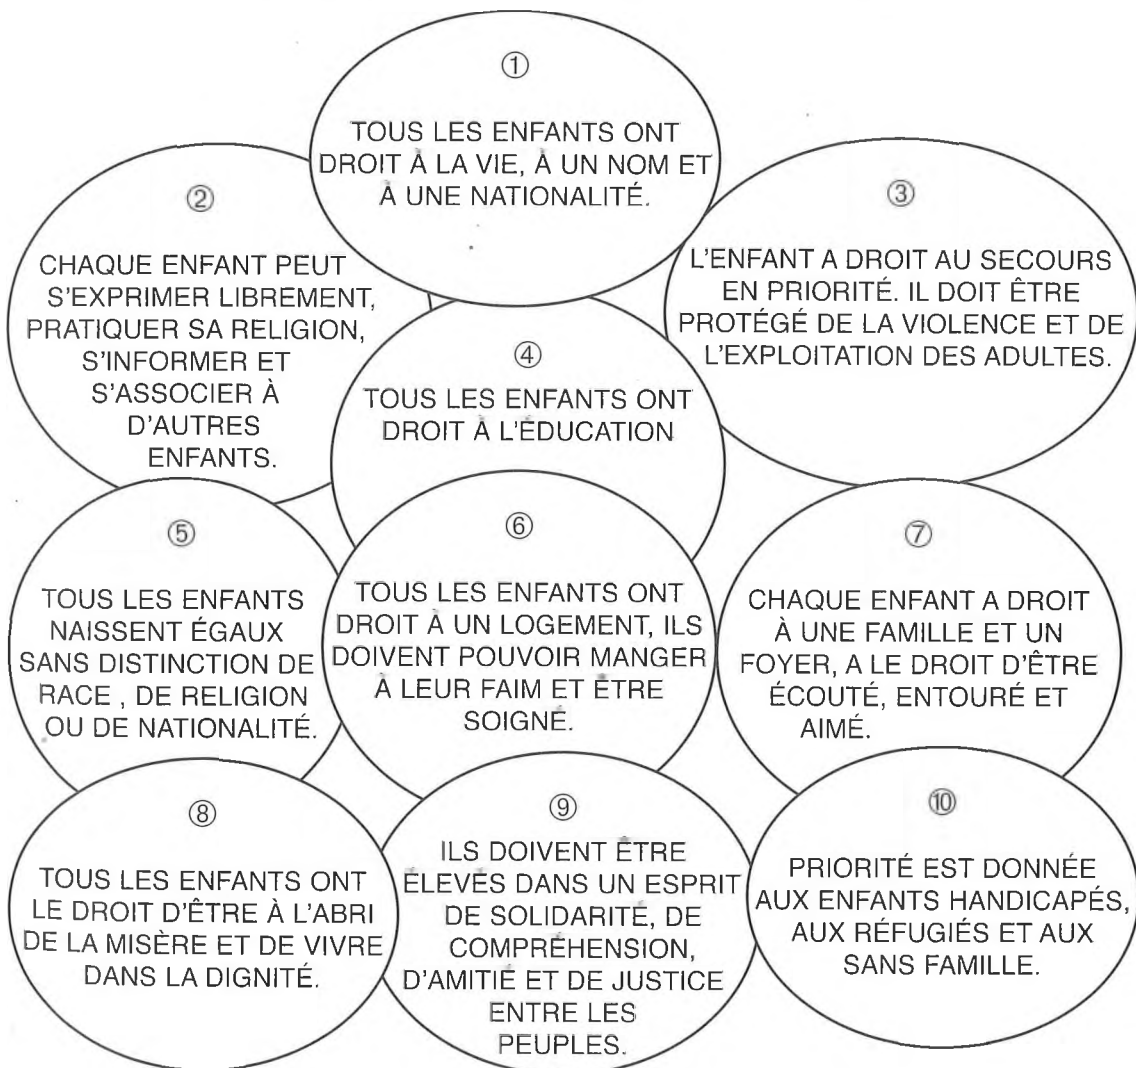 ①
TOUS LES ENFANTS ONT
DROIT À LA VIE, À UN NOM ET
À UNE NATIONALITÉ.
②
CHAQUE ENFANT PEUT
S'EXPRIMER LIBREMENT,
PRATIQUER SA RELIGION,
S'INFORMER ET
S'ASSOCIER À
D'AUTRES
ENFANTS.
③
L'ENFANT A DROIT AU SECOURS
EN PRIORITÉ. IL DOIT ÊTRE
PROTÉGÉ DE LA VIOLENCE ET DE
L'EXPLOITATION DES ADULTES.
④
TOUS LES ENFANTS ONT
DROIT À L'ÉDUCATION
⑤
TOUS LES ENFANTS
NAISSENT ÉGAUX
SANS DISTINCTION DE
RACE , DE RELIGION
OU DE NATIONALITÉ.
⑥
TOUS LES ENFANTS ONT
DROIT À UN LOGEMENT, ILS
DOIVENT POUVOIR MANGER
À LEUR FAIM ET ÊTRE
SOIGNÉ.
⑦
CHAQUE ENFANT A DROIT
À UNE FAMILLE ET UN
FOYER, A LE DROIT D'ÊTRE
ÉCOUTÉ, ENTOURÉ ET
AIMÉ.
⑧
TOUS LES ENFANTS ONT
LE DROIT D'ÊTRE À L'ABRI
DE LA MISÈRE ET DE VIVRE
DANS LA DIGNITÉ.
⑨
ILS DOIVENT ÊTRE
ÉLEVÉS DANS UN ESPRIT
DE SOLIDARITÉ, DE
COMPRÉHENSION,
D'AMITIÉ ET DE JUSTICE
ENTRE LES
PEUPLES.
⑩
PRIORITÉ EST DONNÉE
AUX ENFANTS HANDICAPÉS,
AUX RÉFUGIÉS ET AUX
SANS FAMILLE.